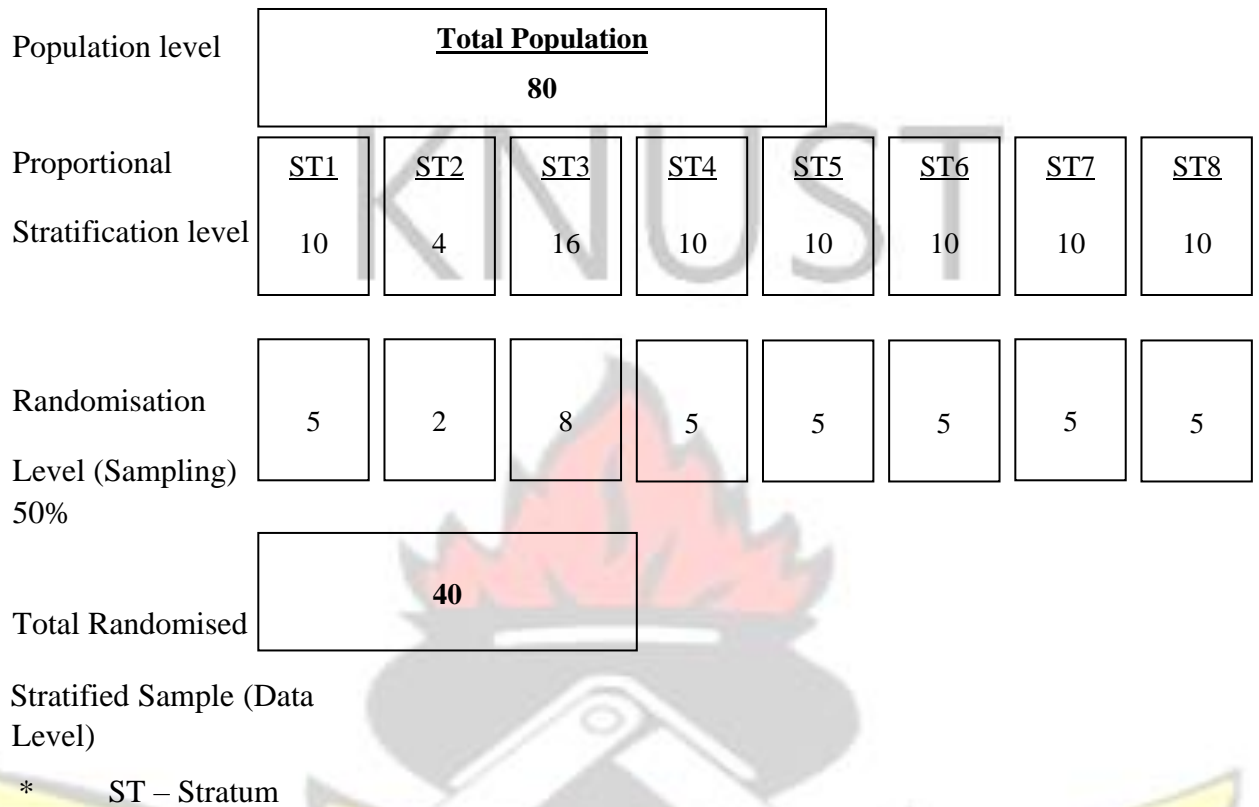 Population level
Total Population
80
KNUST
Proportional
Stratification level
ST1 ST2 ST3 ST4 ST5 ST6 ST7 ST8
10 4 16 10 10 10 10 10
Randomisation
Level (Sampling)
50%
5 2 8 5 5 5 5 5
40
Total Randomised
Stratified Sample (Data
Level)
* ST – Stratum